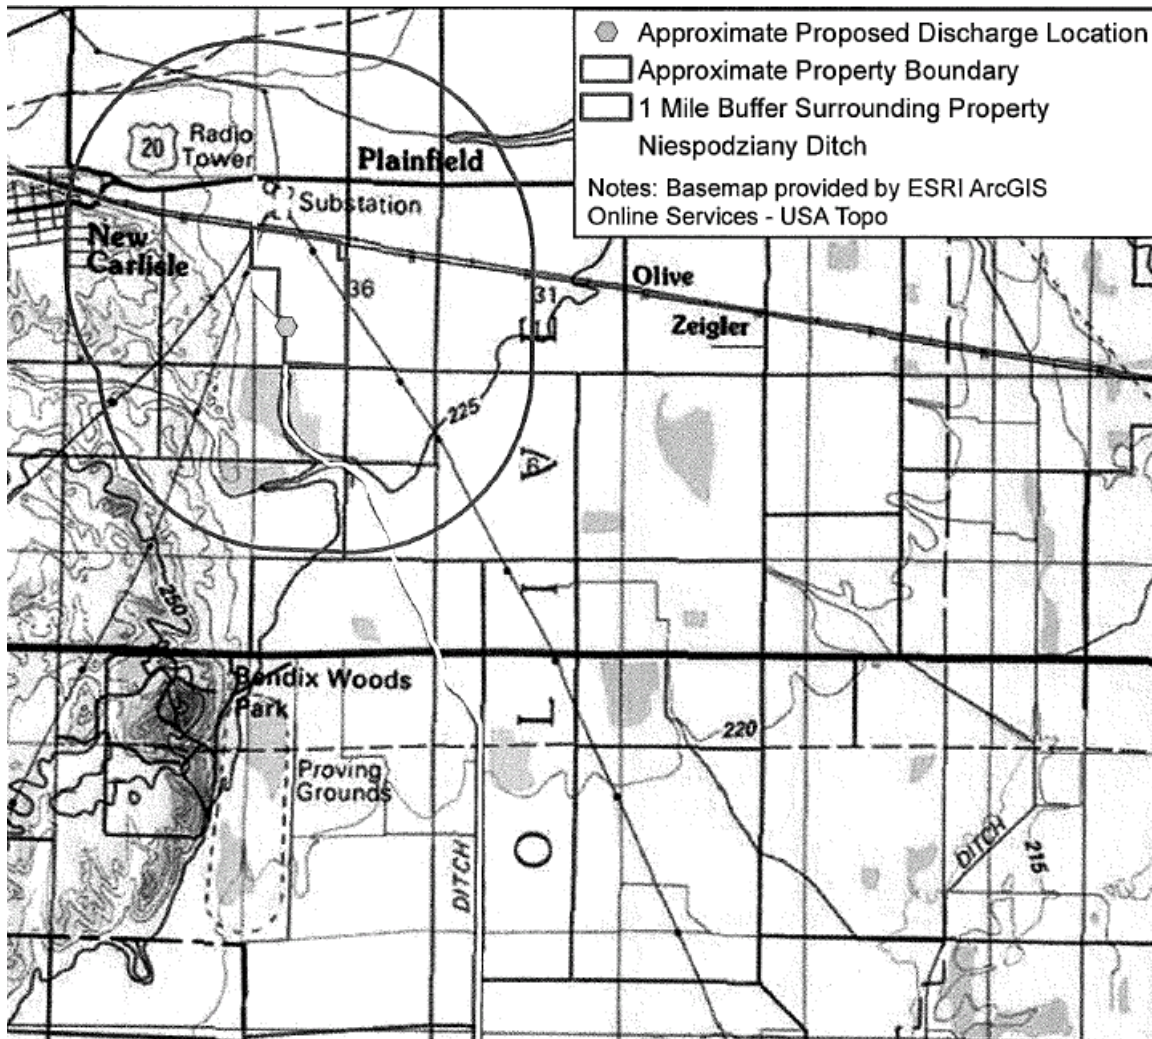 Approximate Proposed Discharge Location
Approximate Property Boundary
1 Mile Buffer Surrounding Property
Niespodziany Ditch
Notes: Basemap provided by ESRI ArcGIS
Online Services - USA Topo
20
Radio
Tower
Plainfield
Substation
New
Carlisle
36
31
Olive
Zeigler
225
250
Bendix Woods
Park
220
Proving
Grounds
DITCH
DITCH
215
O L I V